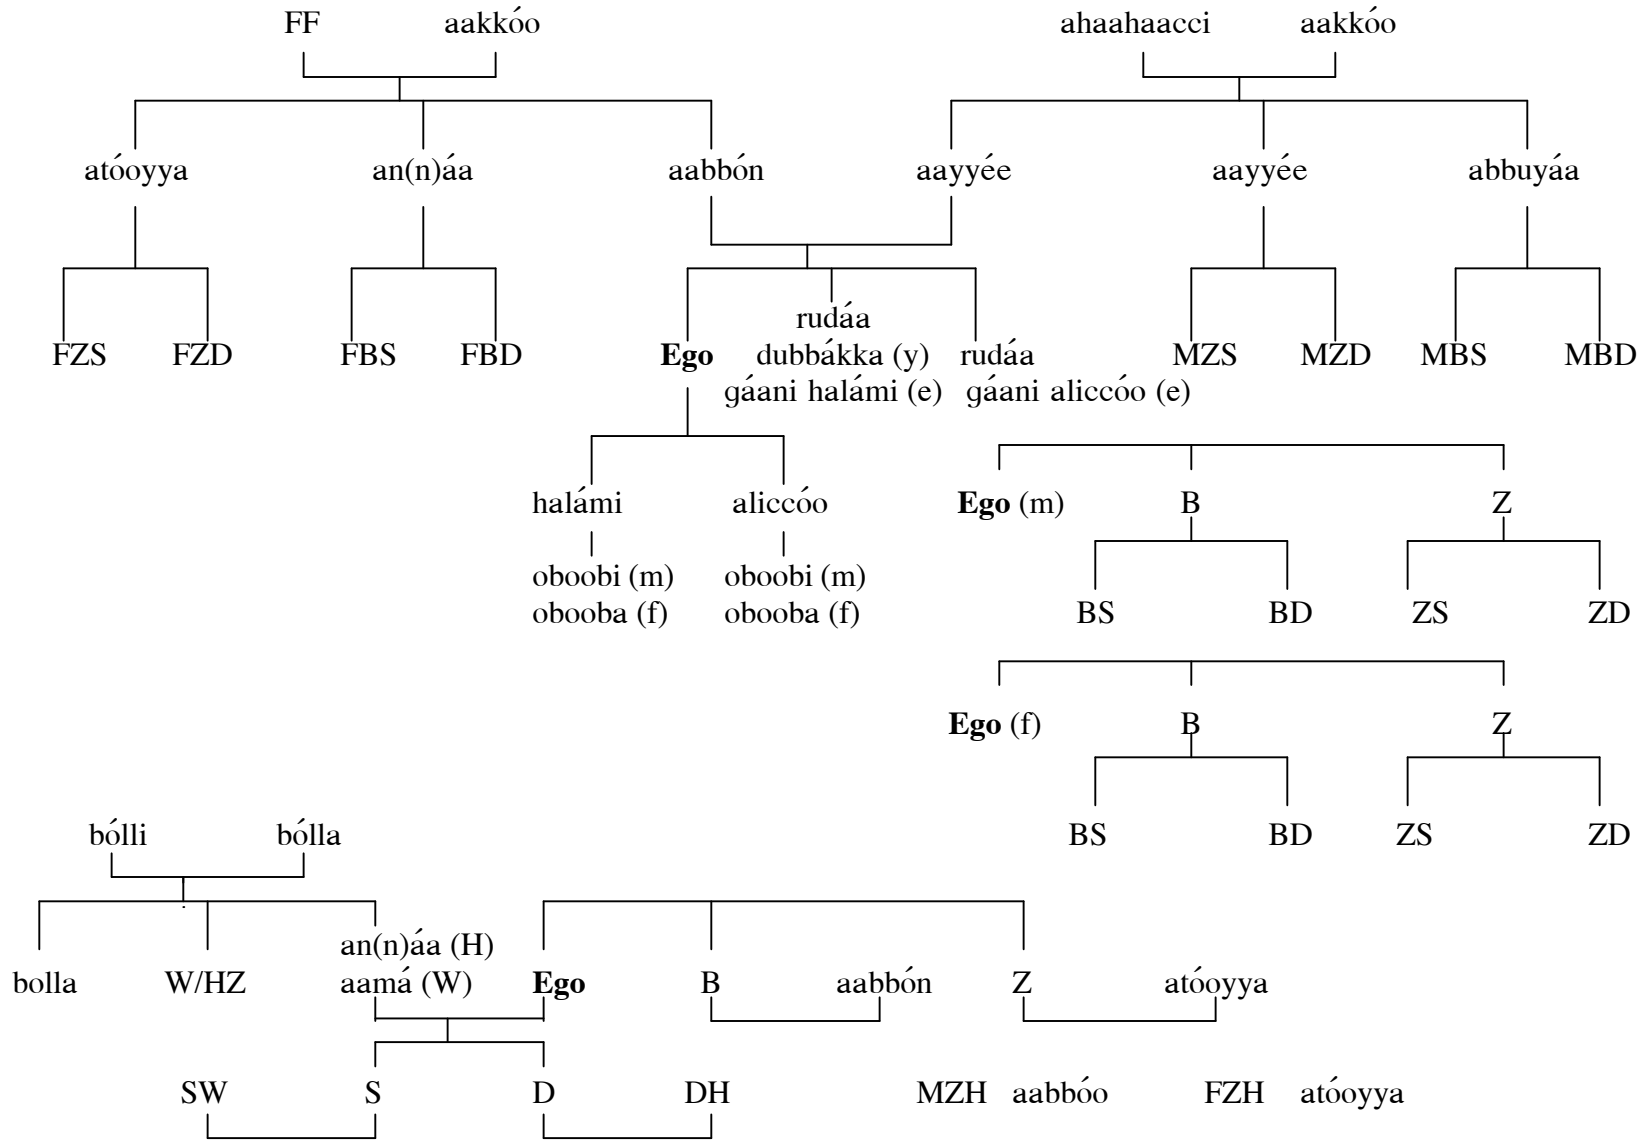 FF aakkóo ahaahaacci aakkóo
atóoyya an(n)áa aabbón aayyée aayyée abbuyáa
rudáa
FZS FZD FBS FBD Ego dubbákka (y) rudáa MZS MZD MBS MBD
gáani halámi (e) gáani aliccóo (e)
halámi aliccóo Ego (m) B Z
oboobi (m) oboobi (m)
obooba (f) obooba (f) BS BD ZS ZD
Ego (f) B Z
bólli bólla BS BD ZS ZD
an(n)áa (H)
bolla W/HZ aamá (W) Ego B aabbón Z atóoyya
SW S D DH MZH aabbóo FZH atóoyya